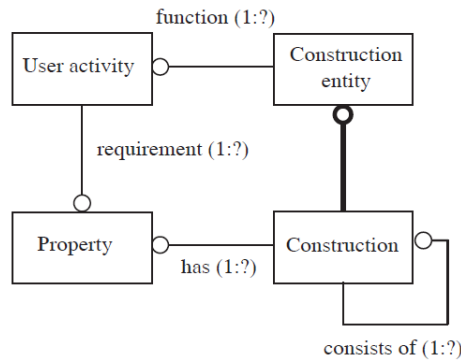 function (1:?)
User activity
Construction
entity
requirement (1:?)
Property
Construction
has (1:?)
consists of (1:?)